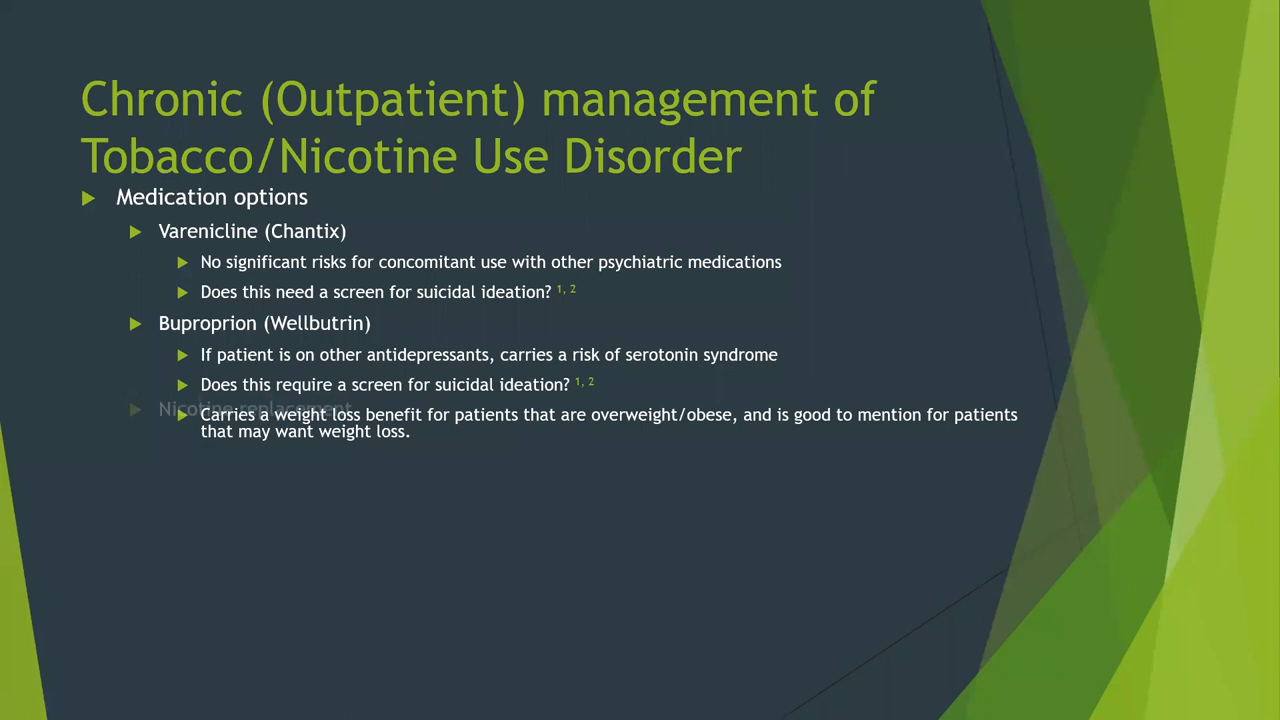 Chronic (Outpatient) management of
Tobacco/Nicotine Use Disorder
Medication options
Varenicline (Chantix)
No significant risks for concomitant use with other psychiatric medications
Does this need a screen for suicidal ideation? 1, 2
Buproprion (Wellbutrin)
If patient is on other antidepressants, carries a risk of serotonin syndrome
Does this require a screen for suicidal ideation? 1, 2
Nicotine replacement
Carries a weight loss benefit for patients that are overweight/obese, and is good to mention for patients
that may want weight loss.